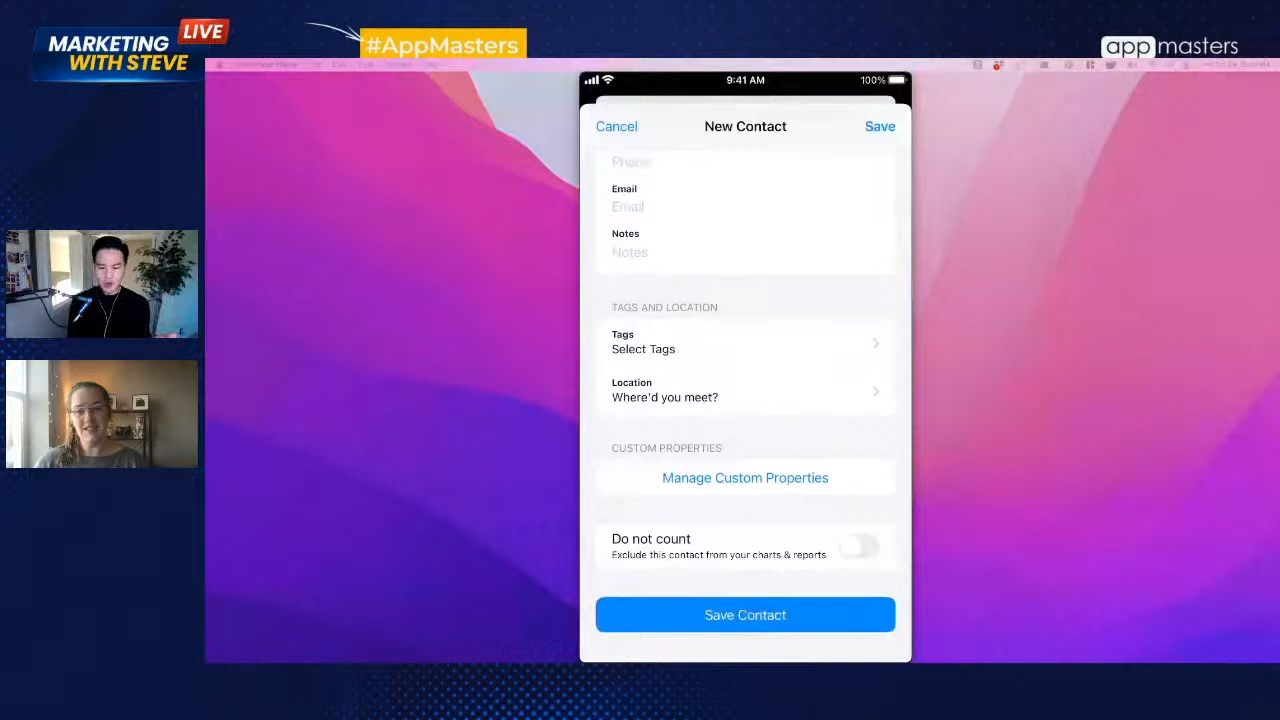 MARKETING
LIVE
WITH STEVE
#AppMasters
appmasters
9:41 AM
100%
Cancel
New Contact
Save
Phone
Email
Email
Notes
Notes
TAGS AND LOCATION
Tags
Select Tags
Location
Where'd you meet?
CUSTOM PROPERTIES
Manage Custom Properties
Do not count
Exclude this contact from your charts & reports
Save Contact